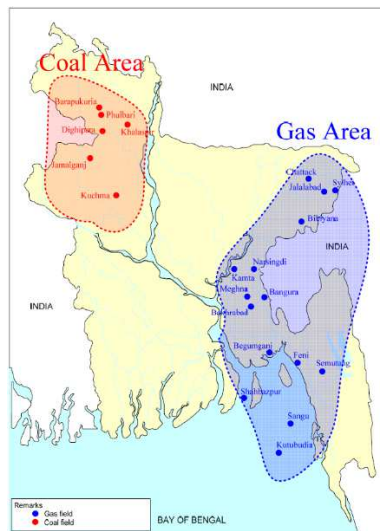 Coal Area
INDIA
Barapukuria
Phulbari
Khalaspir
Dighipara
Jamalganj
Kuchma
Gas Area
Chattack
Sylhet
Jalalabad
Bibiyana
INDIA
Narsingdi
Kamta
Meghna
Bangura
Bakhrabad
INDIA
Begumganj
Feni
Semutang
Shahbazpur
Sangu
Kutubudia
Remarks
Gas field
Coal field
BAY OF BENGAL